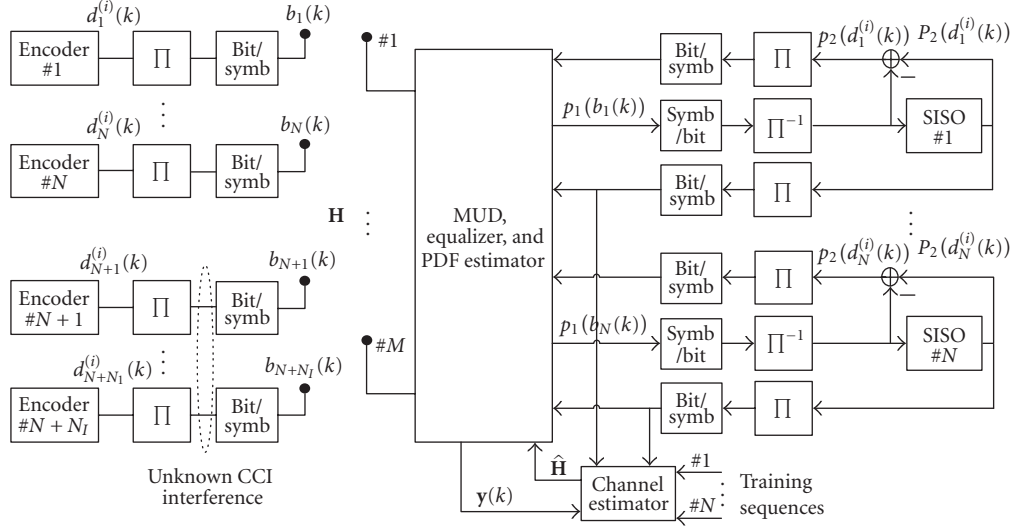 d_1^{(i)}(k)
b_1(k)
Encoder
#1
∏
Bit/
symb
d_N^{(i)}(k)
b_N(k)
Encoder
#N
∏
Bit/
symb
d_{N+1}^{(i)}(k)
b_{N+1}(k)
Encoder
#N + 1
∏
Bit/
symb
d_{N+N_1}^{(i)}(k)
b_{N+N_I}(k)
Encoder
#N + N_I
∏
Bit/
symb
Unknown CCI
interference
H
#1
⋮
#M
MUD,
equalizer, and
PDF estimator
Bit/
symb
∏
p_2(d_1^{(i)}(k))
P_2(d_1^{(i)}(k))
−
p_1(b_1(k))
Symb
/bit
∏^{−1}
SISO
#1
Bit/
symb
∏
⋮
Bit/
symb
∏
p_2(d_N^{(i)}(k))
P_2(d_N^{(i)}(k))
−
p_1(b_N(k))
Symb
/bit
∏^{−1}
SISO
#N
Bit/
symb
∏
y(k)
Ĥ
Channel
estimator
#1
⋮
#N
Training
sequences